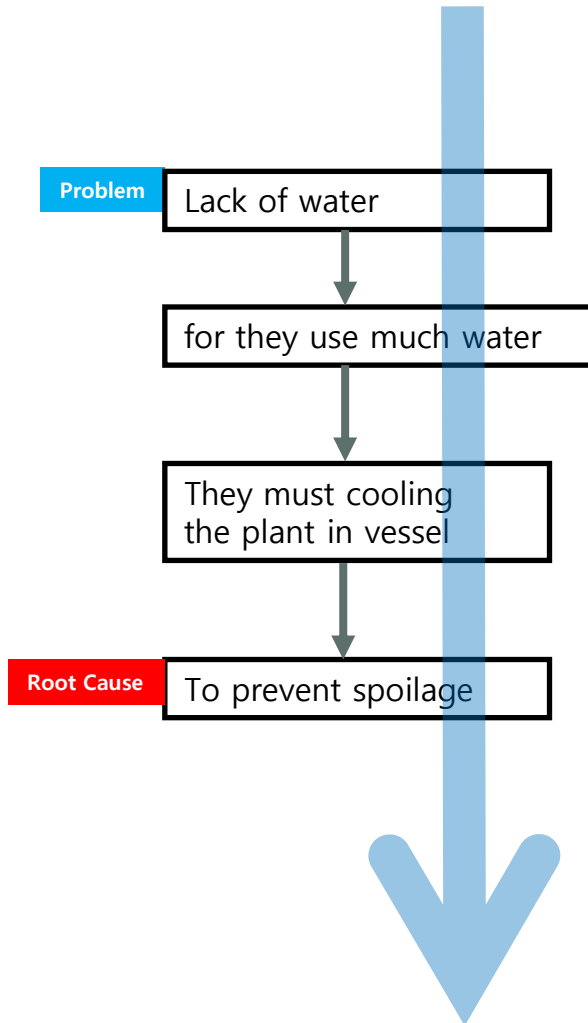 Problem
Lack of water
for they use much water
They must cooling
the plant in vessel
Root Cause
To prevent spoilage